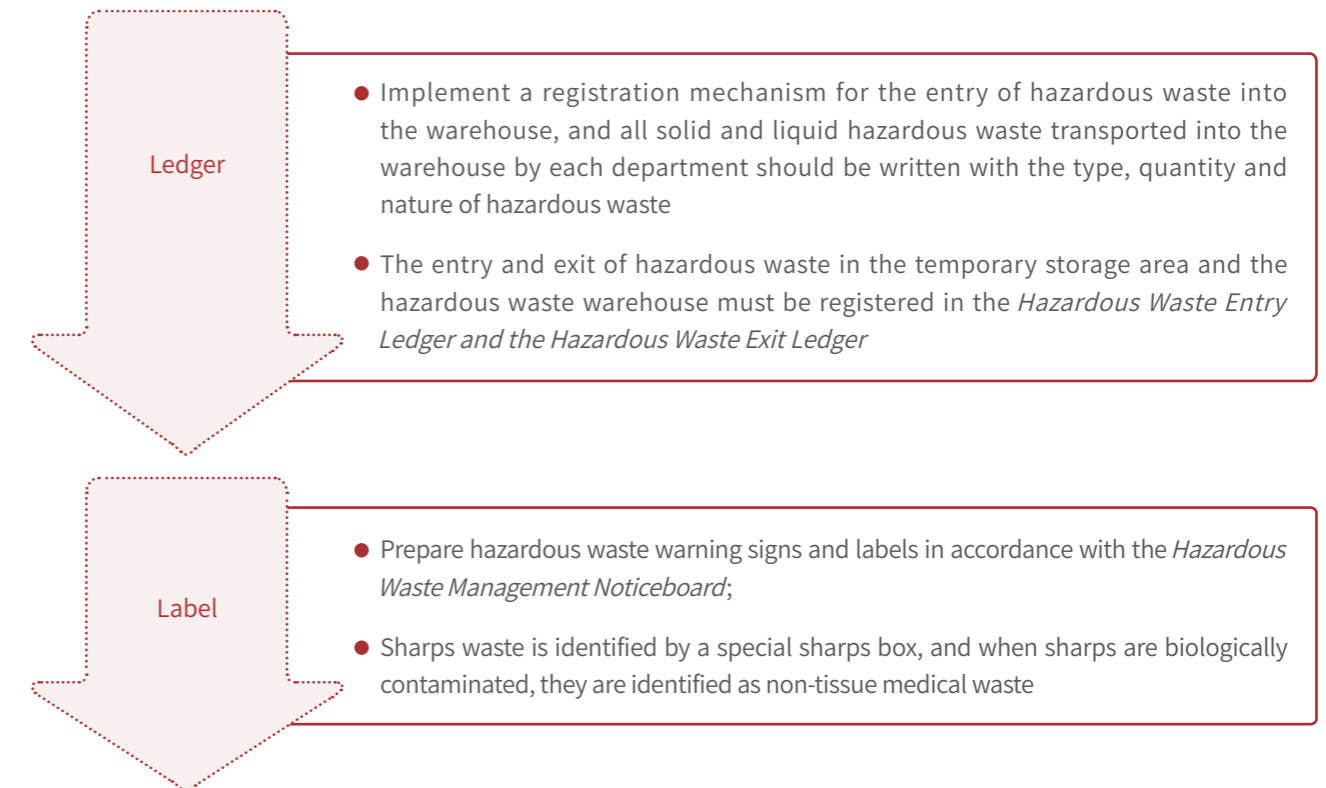 Ledger
● Implement a registration mechanism for the entry of hazardous waste into
the warehouse, and all solid and liquid hazardous waste transported into the
warehouse by each department should be written with the type, quantity and
nature of hazardous waste
● The entry and exit of hazardous waste in the temporary storage area and the
hazardous waste warehouse must be registered in the Hazardous Waste Entry
Ledger and the Hazardous Waste Exit Ledger
Label
● Prepare hazardous waste warning signs and labels in accordance with the Hazardous
Waste Management Noticeboard;
● Sharps waste is identified by a special sharps box, and when sharps are biologically
contaminated, they are identified as non-tissue medical waste